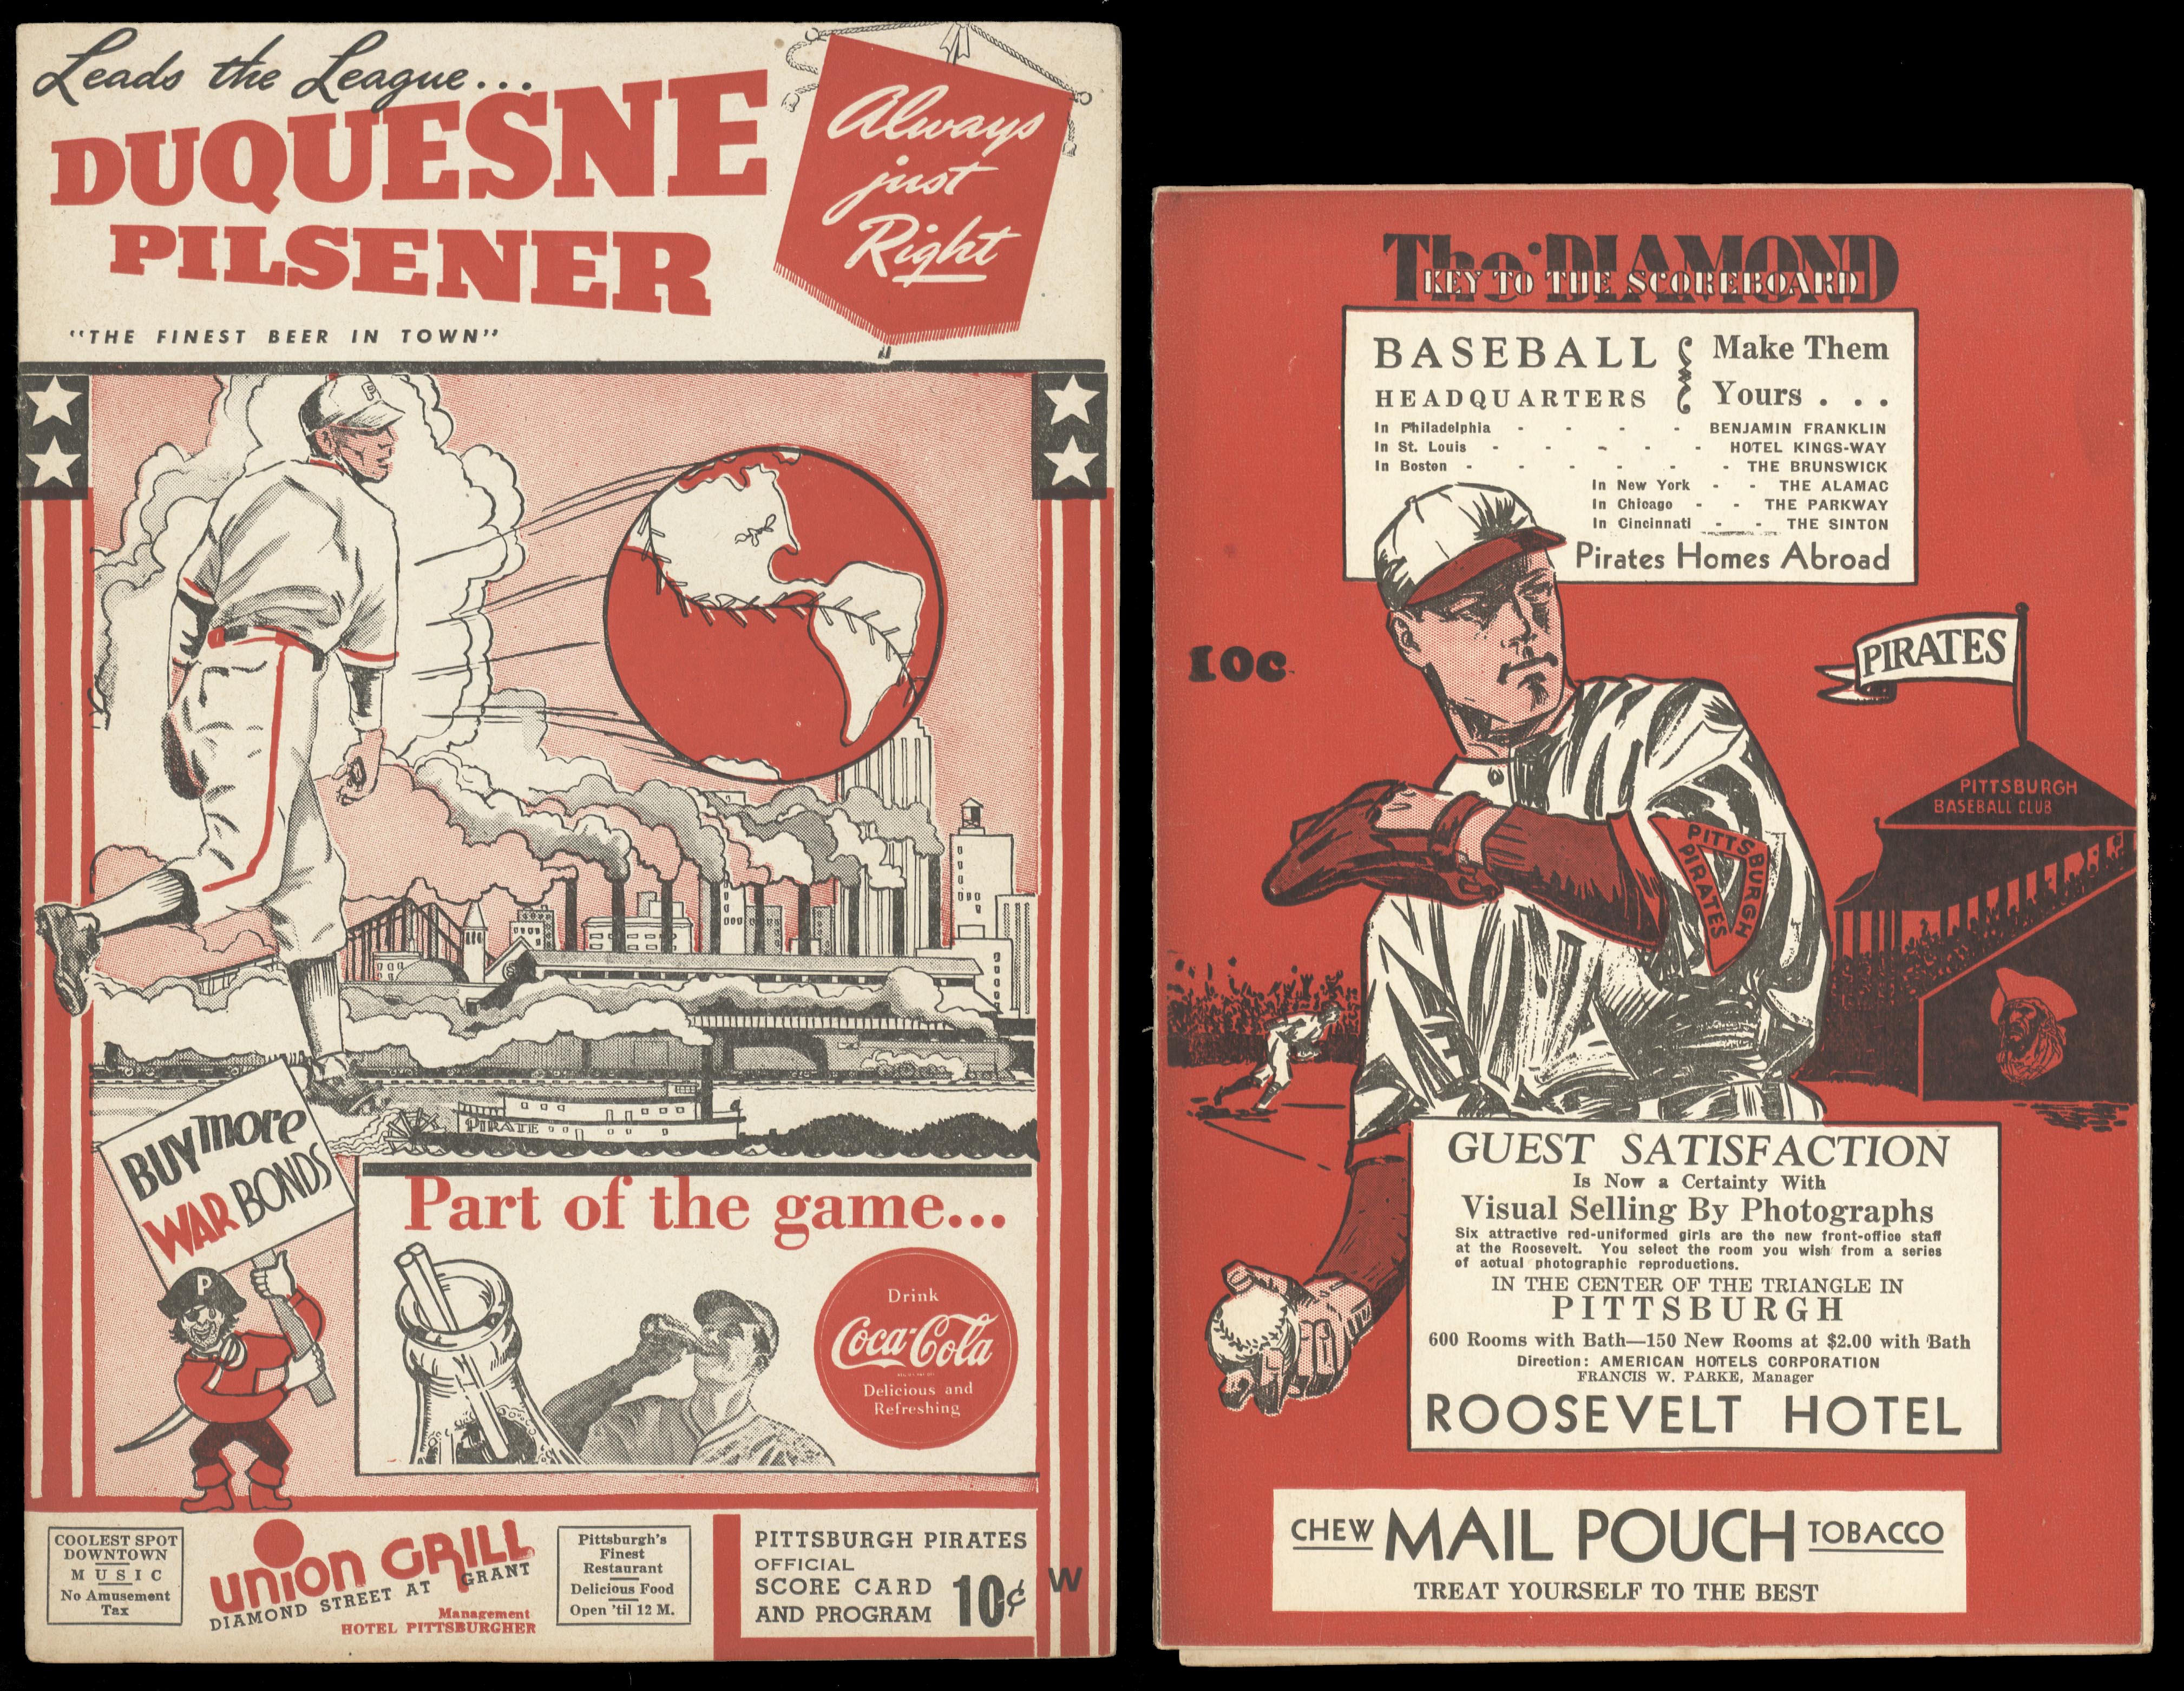 Leads the League...
DUQUESNE
PILSENER
"THE FINEST BEER IN TOWN"
Always
just
Right
P
BUY more
WAR BONDS
P
PIRATE
Part of the game...
Drink
Coca-Cola
Delicious and
Refreshing
COOLEST SPOT
DOWNTOWN
MUSIC
No Amusement
Tax
union GRILL
DIAMOND STREET AT GRANT
Management
HOTEL PITTSBURGHER
Pittsburgh's
Finest
Restaurant
Delicious Food
Open 'til 12 M.
PITTSBURGH PIRATES
OFFICIAL
SCORE CARD
AND PROGRAM
10¢
W
The DIAMOND
KEY TO THE SCOREBOARD
BASEBALL
HEADQUARTERS
Make Them
Yours . . .
In Philadelphia - - - - BENJAMIN FRANKLIN
In St. Louis - - - - - HOTEL KINGS-WAY
In Boston - - - - - - THE BRUNSWICK
In New York - - THE ALAMAC
In Chicago - - THE PARKWAY
In Cincinnati - - THE SINTON
Pirates Homes Abroad
10c
PIRATES
PITTSBURGH
BASEBALL CLUB
PITTSBURGH
PIRATES
GUEST SATISFACTION
Is Now a Certainty With
Visual Selling By Photographs
Six attractive red-uniformed girls are the new front-office staff
at the Roosevelt. You select the room you wish from a series
of actual photographic reproductions.
IN THE CENTER OF THE TRIANGLE IN
PITTSBURGH
600 Rooms with Bath—150 New Rooms at $2.00 with Bath
Direction: AMERICAN HOTELS CORPORATION
FRANCIS W. PARKE, Manager
ROOSEVELT HOTEL
CHEW MAIL POUCH TOBACCO
TREAT YOURSELF TO THE BEST